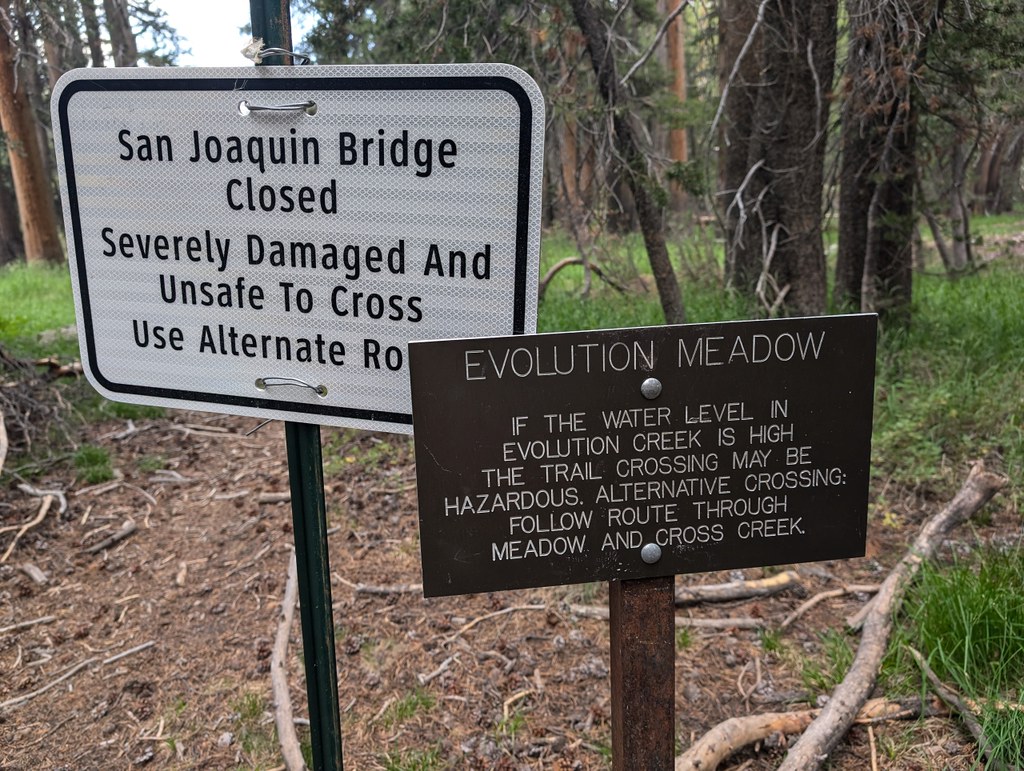 San Joaquin Bridge
Closed
Severely Damaged And
Unsafe To Cross
Use Alternate
EVOLUTION MEADOW
IF THE WATER LEVEL IN
EVOLUTION CREEK IS HIGH
THE TRAIL CROSSING MAY BE
HAZARDOUS. ALTERNATIVE CROSSING:
FOLLOW ROUTE THROUGH
MEADOW AND CROSS CREEK.